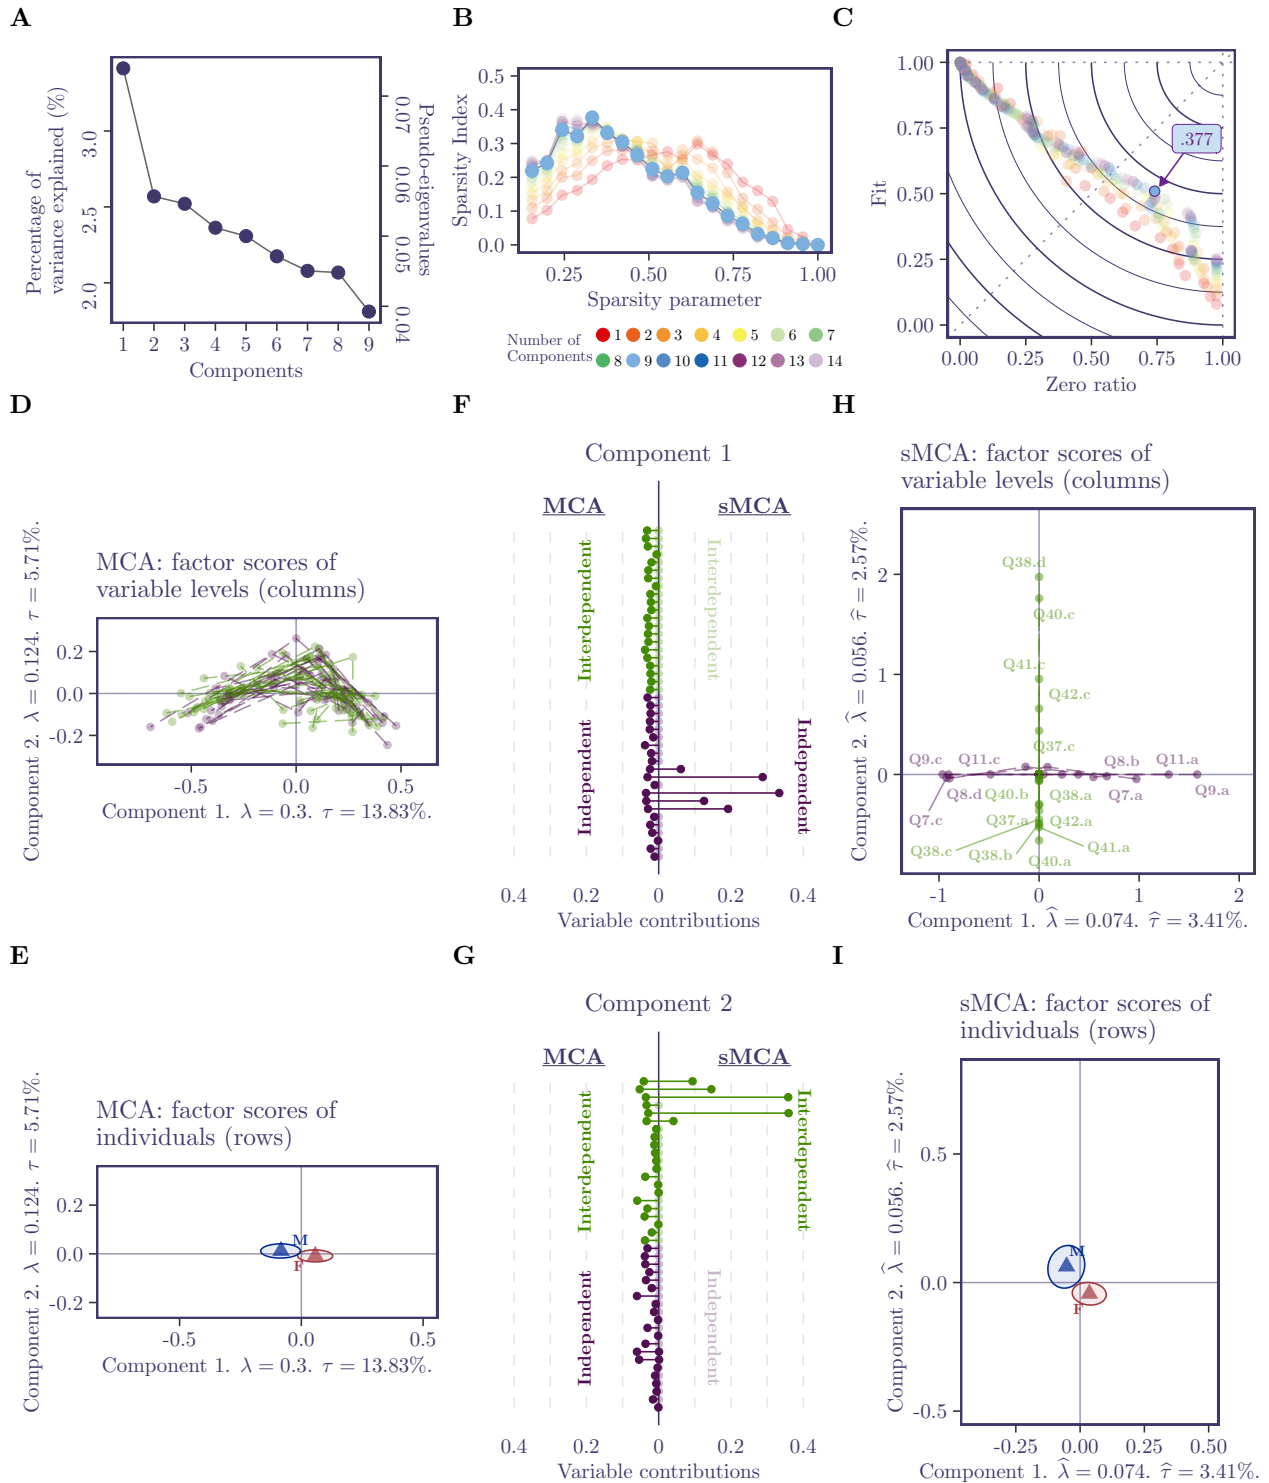 A
Percentage of
variance explained (%)
3.0
2.5
2.0
0.07
0.06
0.05
0.04
Pseudo-eigenvalues
1 2 3 4 5 6 7 8 9
Components
B
Sparsity Index
0.5
0.4
0.3
0.2
0.1
0.0
0.25 0.50 0.75 1.00
Sparsity parameter
Number of
Components
1 2 3 4 5 6 7
8 9 10 11 12 13 14
C
Fit
1.00
0.75
0.50
0.25
0.00
.377
0.00 0.25 0.50 0.75 1.00
Zero ratio
D
MCA: factor scores of
variable levels (columns)
Component 2. λ = 0.124. τ = 5.71%.
0.2
0.0
-0.2
-0.5 0.0 0.5
Component 1. λ = 0.3. τ = 13.83%.
F
Component 1
MCA sMCA
Interdependent
Interdependent
Independent
Independent
0.4 0.2 0 0.2 0.4
Variable contributions
H
sMCA: factor scores of
variable levels (columns)
Component 2. λ̂ = 0.056. τ̂ = 2.57%.
2
1
0
Q38.d
Q40.c
Q41.c
Q42.c
Q37.c
Q9.c Q11.c Q8.b Q11.a
Q8.d Q40.b Q38.a Q7.a Q9.a
Q7.c Q37.a Q42.a
Q38.c Q38.b Q40.a Q41.a
-1 0 1 2
Component 1. λ̂ = 0.074. τ̂ = 3.41%.
E
MCA: factor scores of
individuals (rows)
Component 2. λ = 0.124. τ = 5.71%.
0.2
0.0
-0.2
M
F
-0.5 0.0 0.5
Component 1. λ = 0.3. τ = 13.83%.
G
Component 2
MCA sMCA
Interdependent
Interdependent
Independent
Independent
0.4 0.2 0 0.2 0.4
Variable contributions
I
sMCA: factor scores of
individuals (rows)
Component 2. λ̂ = 0.056. τ̂ = 2.57%.
0.5
0.0
-0.5
M
F
-0.25 0.00 0.25 0.50
Component 1. λ̂ = 0.074. τ̂ = 3.41%.